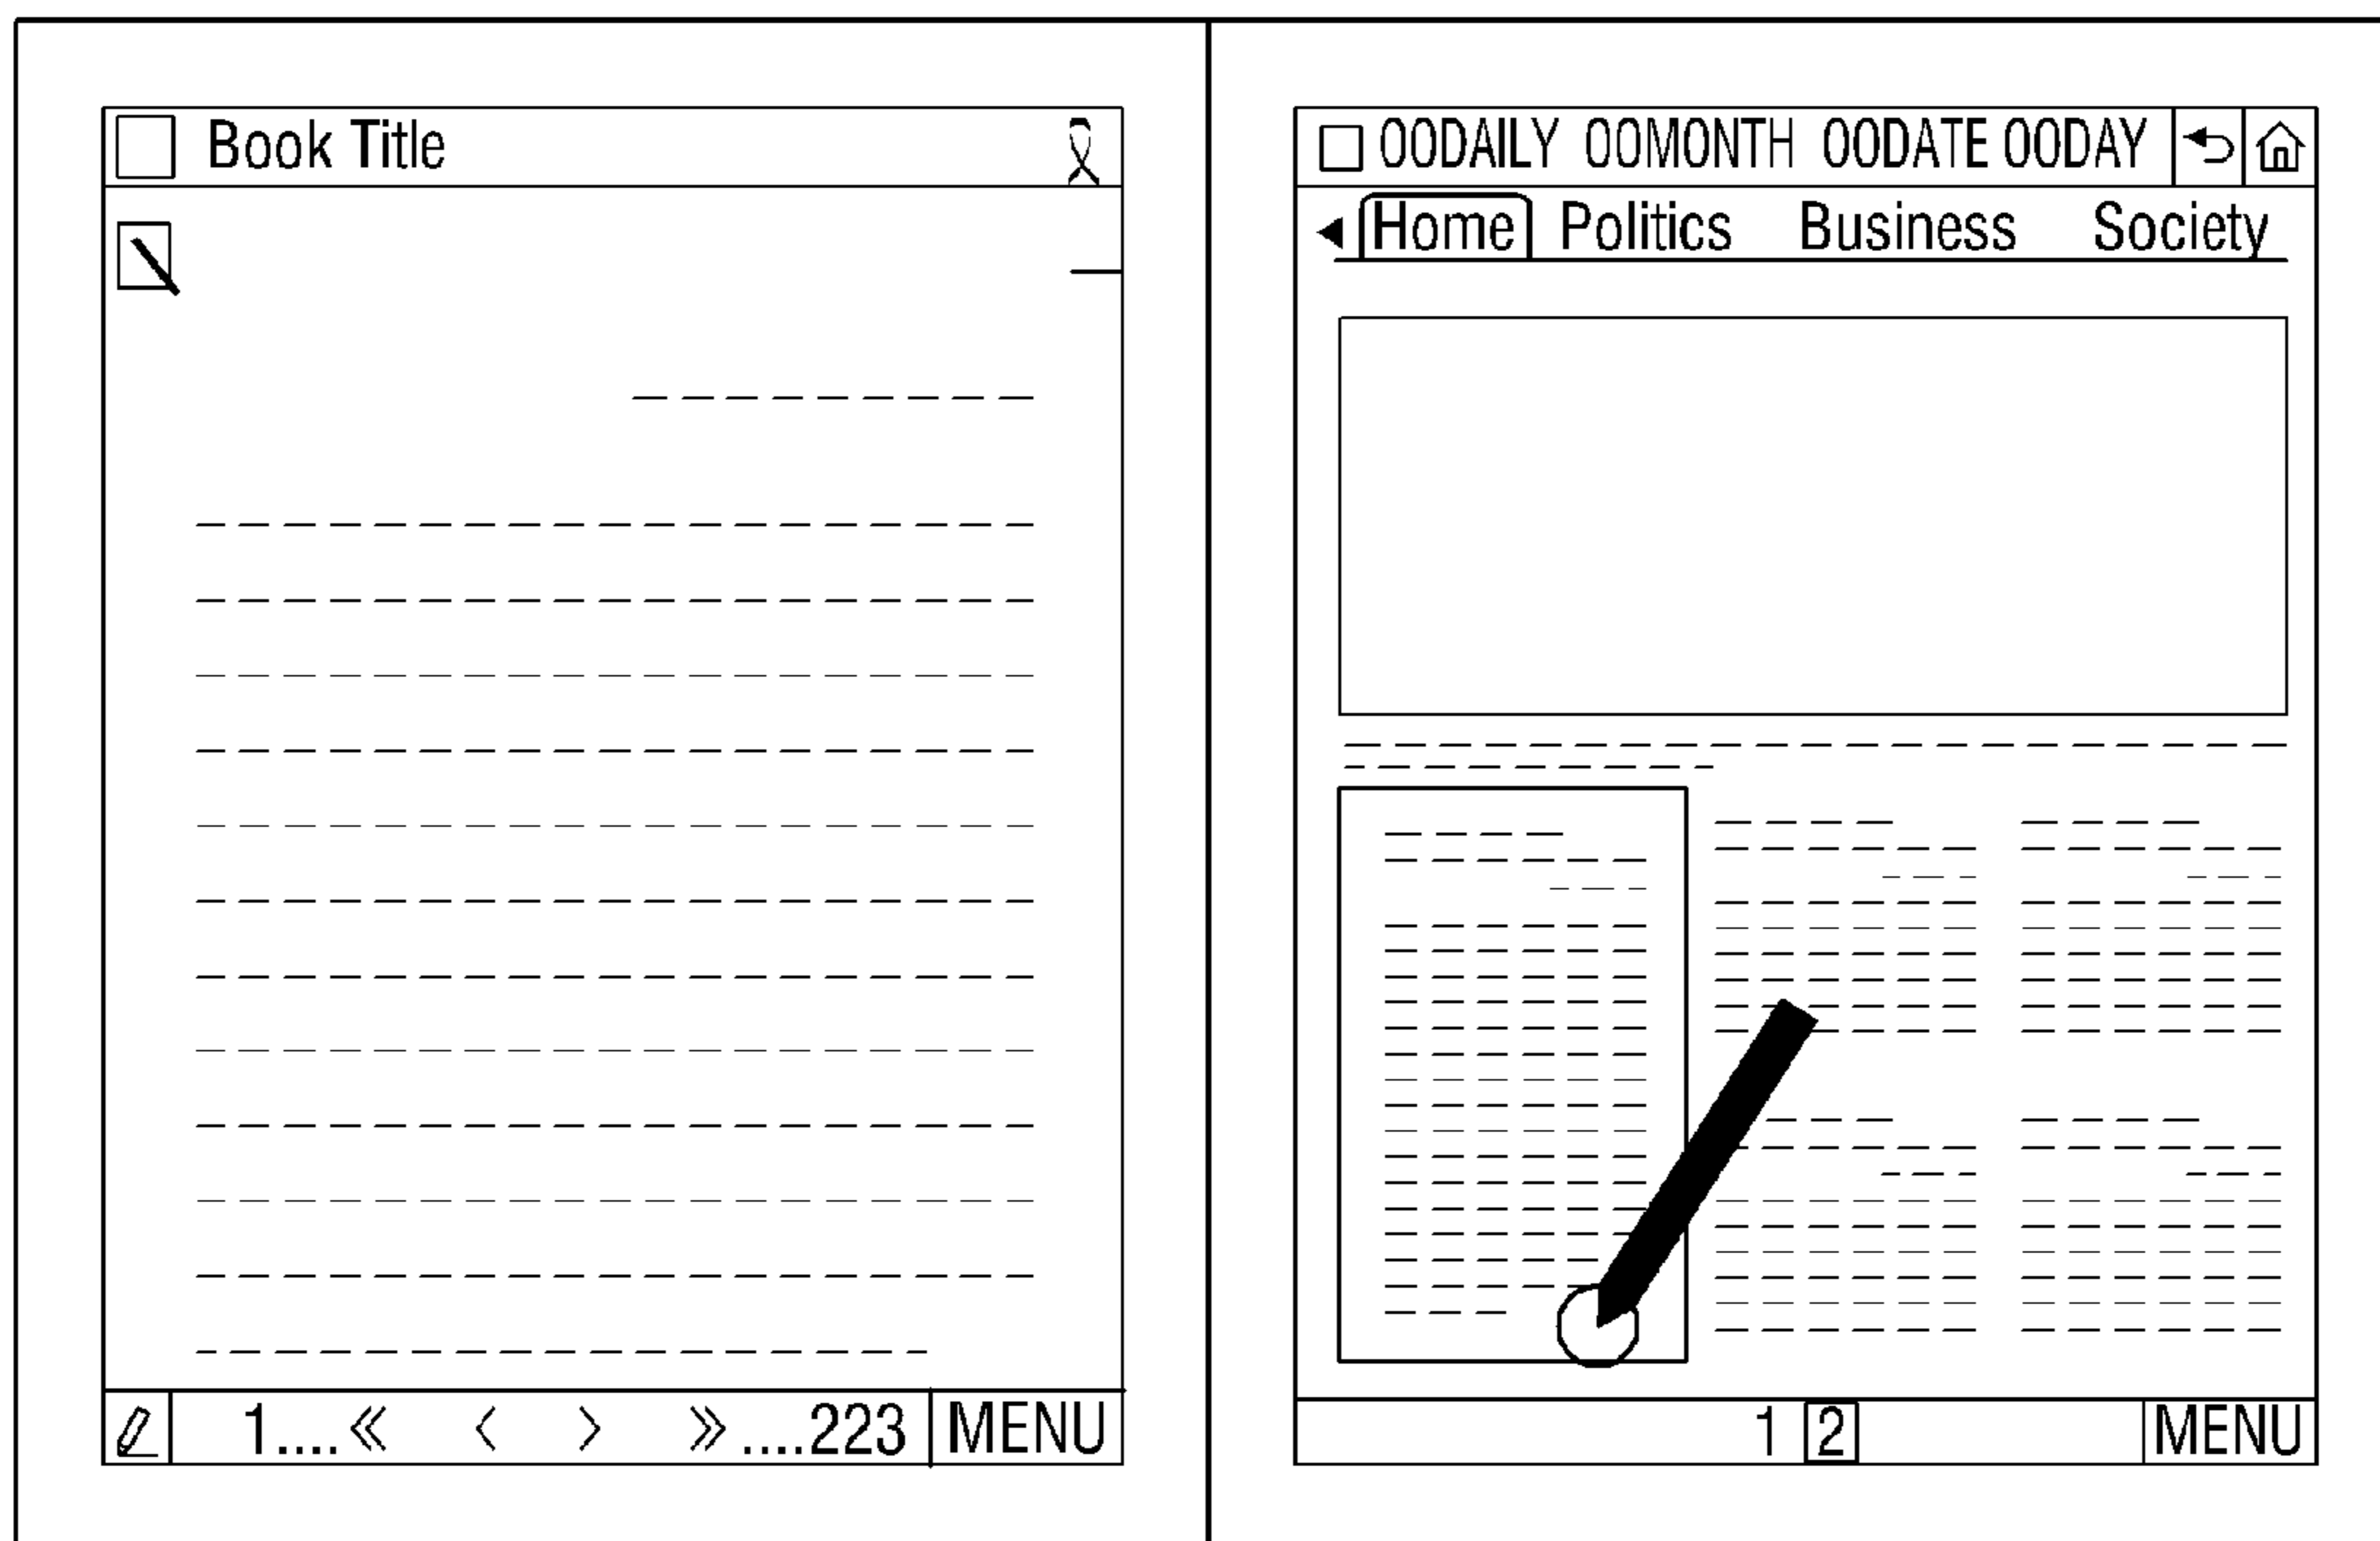 Book Title
1....« < > »....223 MENU
OODAILY OOMONTH OODATE OODAY
Home Politics Business Society
1 2 MENU